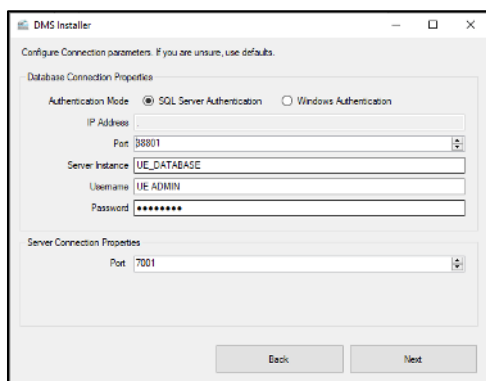 DMS Installer
Configure Connection parameters. If you are unsure, use defaults.
Database Connection Properties
Authentication Mode SQL Server Authentication Windows Authentication
IP Address .
Port 38801
Server Instance UE_DATABASE
Username UE ADMIN
Password ●●●●●●●●
Server Connection Properties
Port 7001
Back Next